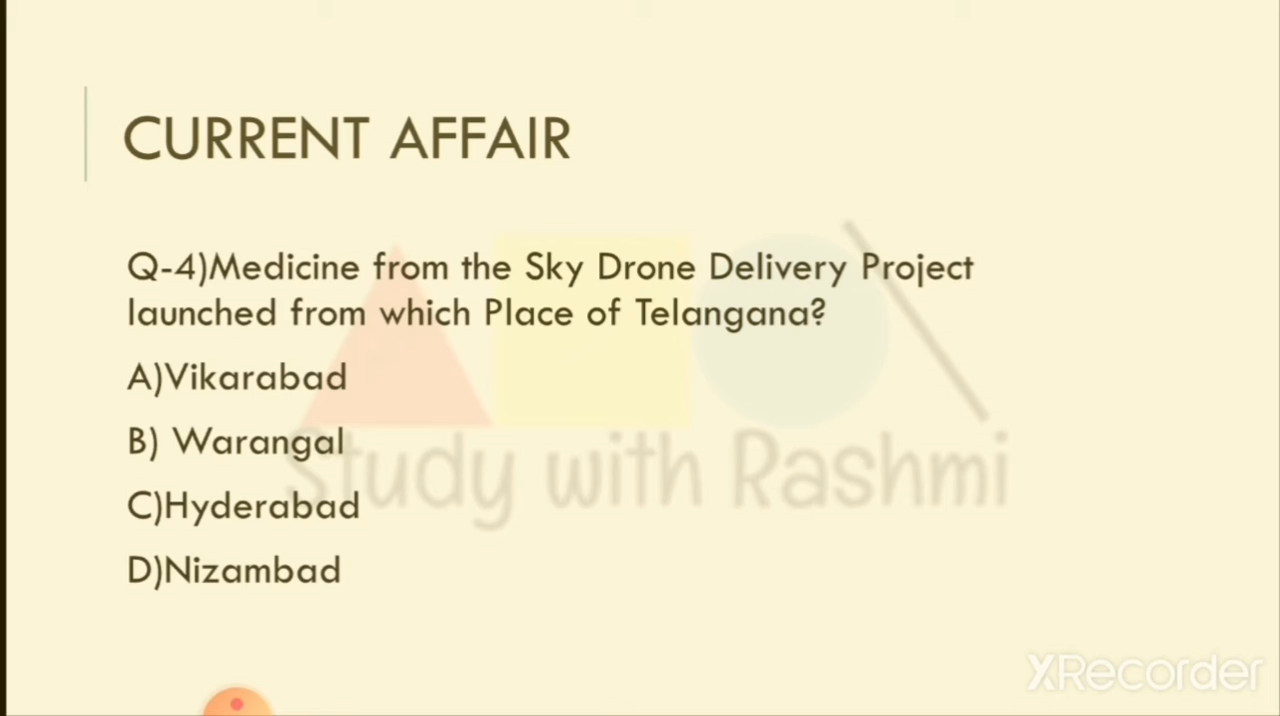 CURRENT AFFAIR
Q-4)Medicine from the Sky Drone Delivery Project
launched from which Place of Telangana?
A)Vikarabad
B) Warangal
C)Hyderabad
D)Nizambad
Study with Rashmi
XRecorder